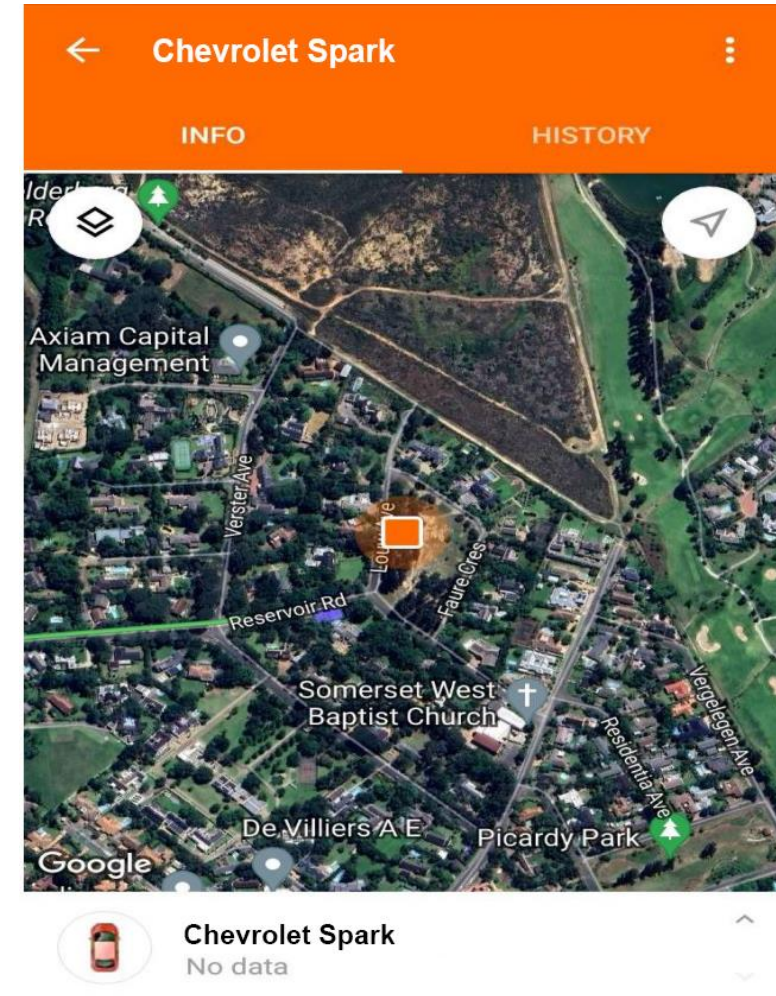 Chevrolet Spark
INFO
HISTORY
Axiam Capital
Management
Verster Ave
Reservoir Rd
Faure Cres
Somerset West
Baptist Church
Vergelegen Ave
Residentia Ave
De Villiers A E
Picardy Park
Google
Chevrolet Spark
No data